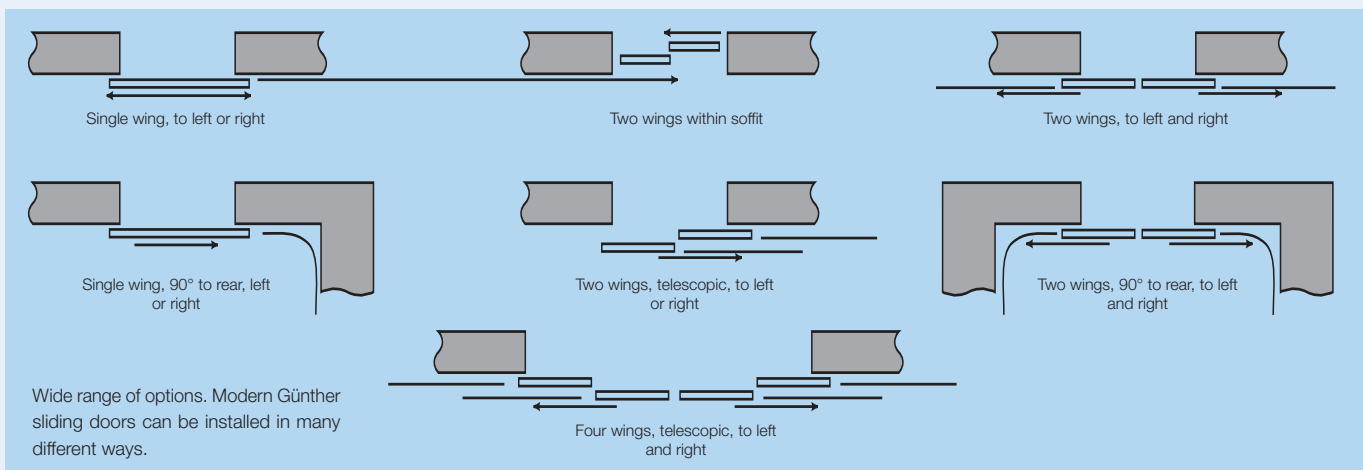 Single wing, to left or right
Two wings within soffit
Two wings, to left and right
Single wing, 90° to rear, left
or right
Two wings, telescopic, to left
or right
Two wings, 90° to rear, to left
and right
Wide range of options. Modern Günther
sliding doors can be installed in many
different ways.
Four wings, telescopic, to left
and right